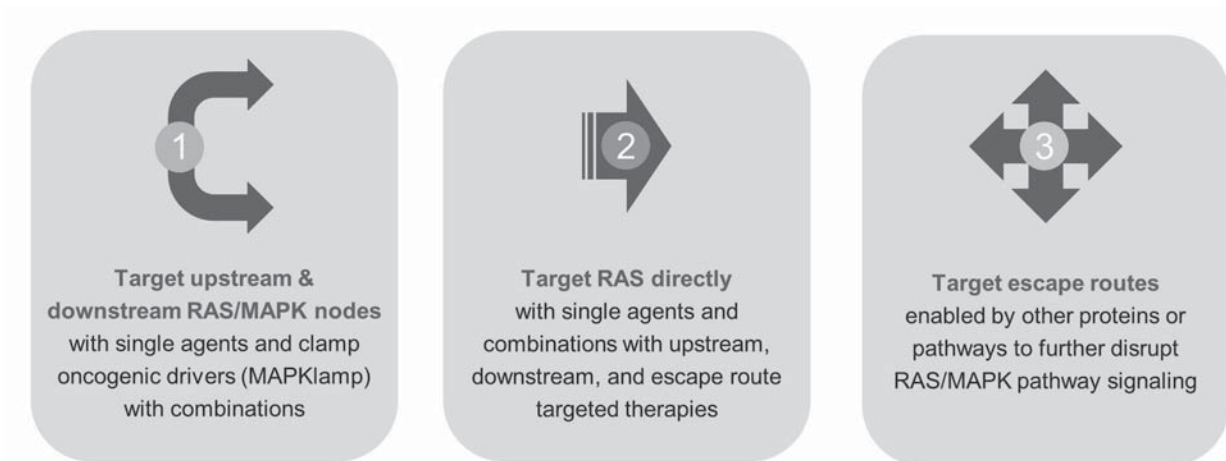 1
Target upstream &
downstream RAS/MAPK nodes
with single agents and clamp
oncogenic drivers (MAPKlamp)
with combinations
2
Target RAS directly
with single agents and
combinations with upstream,
downstream, and escape route
targeted therapies
3
Target escape routes
enabled by other proteins or
pathways to further disrupt
RAS/MAPK pathway signaling